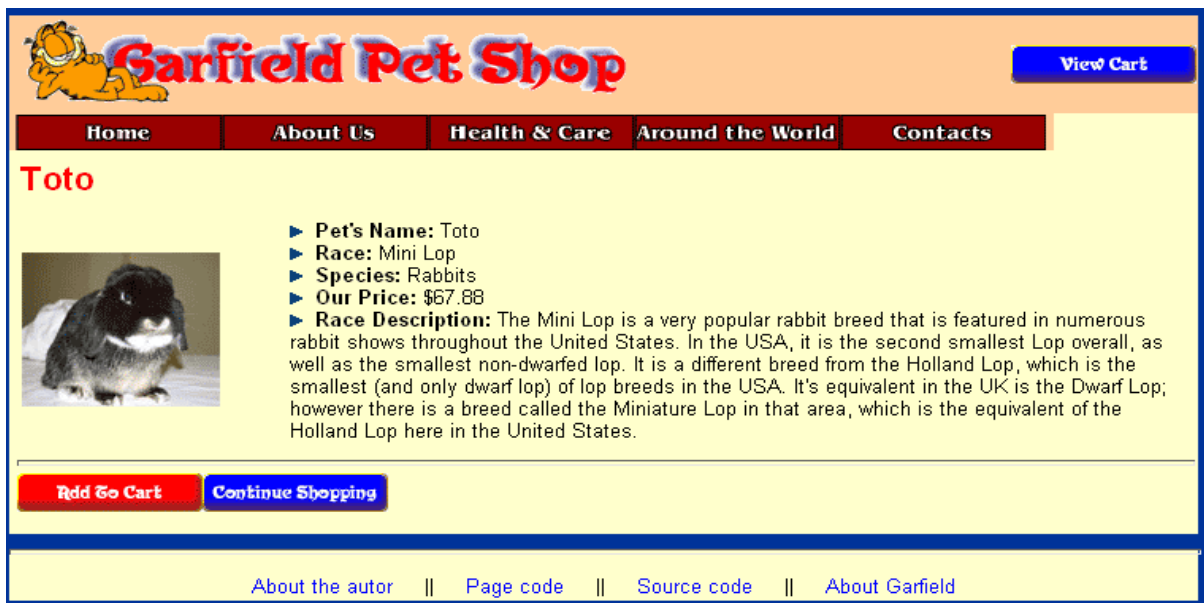 Garfield Pet Shop
View Cart
Home About Us Health & Care Around the World Contacts
Toto
Pet's Name: Toto
Race: Mini Lop
Species: Rabbits
Our Price: $67.88
Race Description: The Mini Lop is a very popular rabbit breed that is featured in numerous
rabbit shows throughout the United States. In the USA, it is the second smallest Lop overall, as
well as the smallest non-dwarfed lop. It is a different breed from the Holland Lop, which is the
smallest (and only dwarf lop) of lop breeds in the USA. It's equivalent in the UK is the Dwarf Lop;
however there is a breed called the Miniature Lop in that area, which is the equivalent of the
Holland Lop here in the United States.
Add To Cart Continue Shopping
About the autor || Page code || Source code || About Garfield